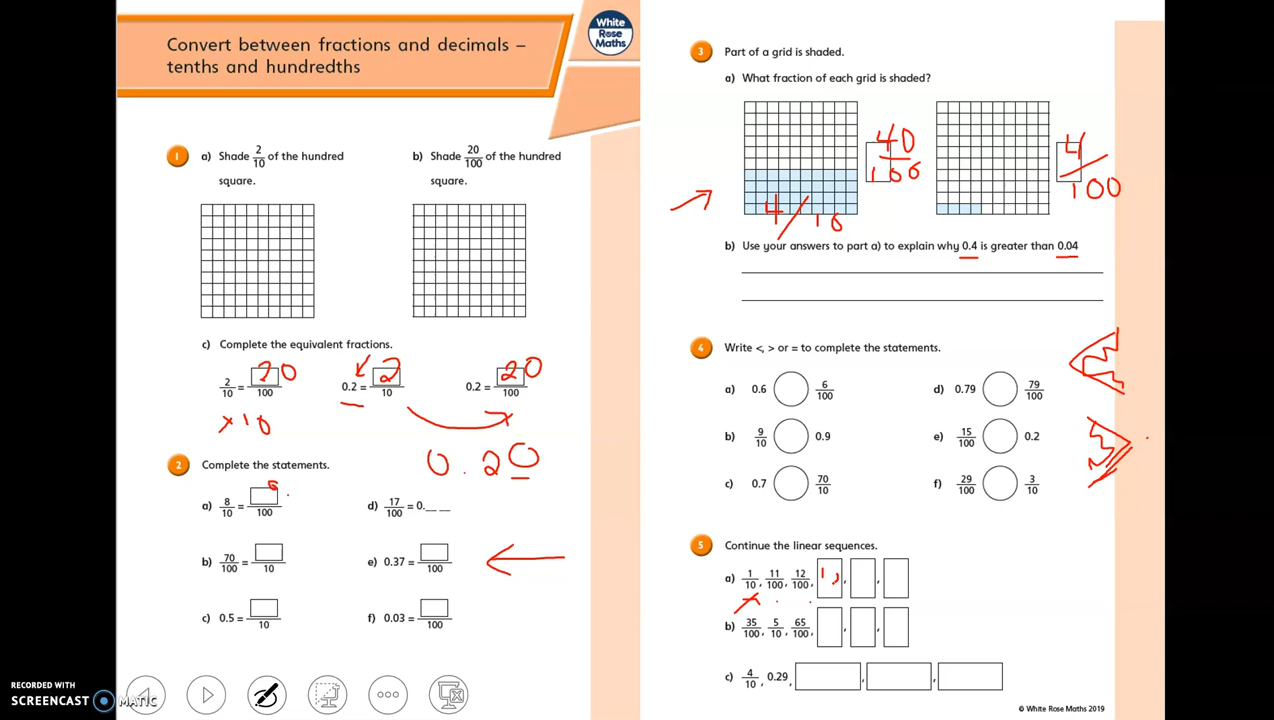 Convert between fractions and decimals –
tenths and hundredths
White
Rose
Maths
1
a) Shade 2/10 of the hundred
square.
b) Shade 20/100 of the hundred
square.
c) Complete the equivalent fractions.
2/10 = 20/100
0.2 = 2/10
0.2 = 20/100
×10
0.20
2
Complete the statements.
a) 8/10 = /100
d) 17/100 = 0.__ __
b) 70/100 = /10
e) 0.37 = /100
c) 0.5 = /10
f) 0.03 = /100
3
Part of a grid is shaded.
a) What fraction of each grid is shaded?
40/100
4/100
4/10
b) Use your answers to part a) to explain why 0.4 is greater than 0.04
4
Write <, > or = to complete the statements.
a) 0.6 6/100
d) 0.79 79/100
b) 9/10 0.9
e) 15/100 0.2
c) 0.7 70/10
f) 29/100 3/10
5
Continue the linear sequences.
a) 1/10, 11/100, 12/100, , ,
b) 35/100, 5/10, 65/100, , ,
c) 4/10, 0.29, , ,
© White Rose Maths 2019
RECORDED WITH
SCREENCAST MATIC